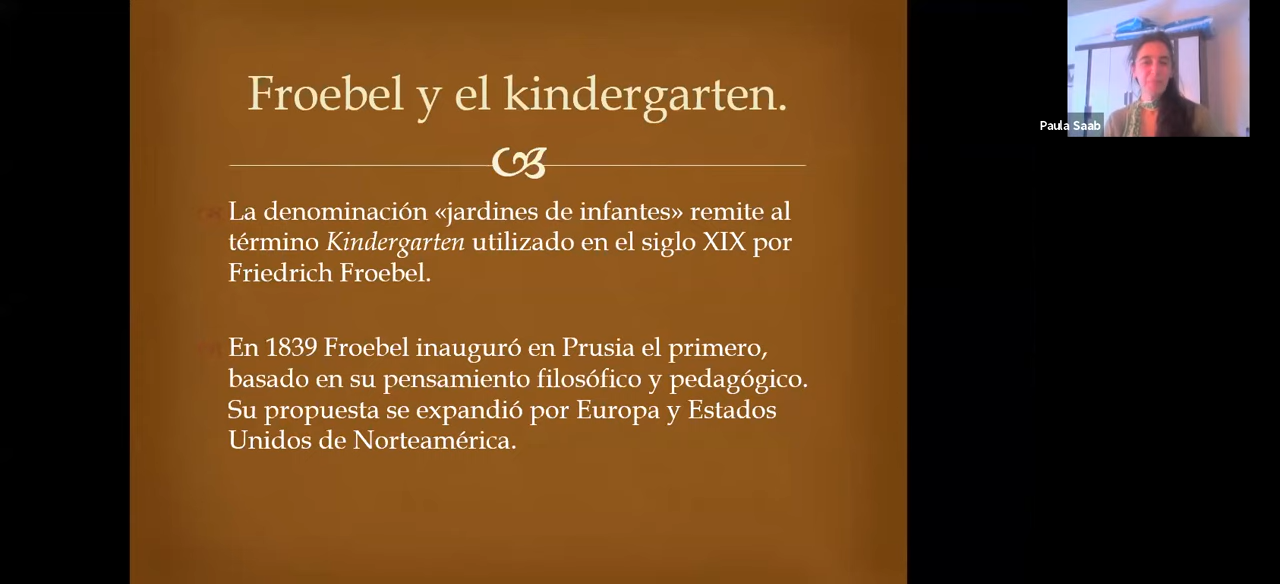 Froebel y el kindergarten.
La denominación «jardines de infantes» remite al
término Kindergarten utilizado en el siglo XIX por
Friedrich Froebel.
En 1839 Froebel inauguró en Prusia el primero,
basado en su pensamiento filosófico y pedagógico.
Su propuesta se expandió por Europa y Estados
Unidos de Norteamérica.
Paula Saab